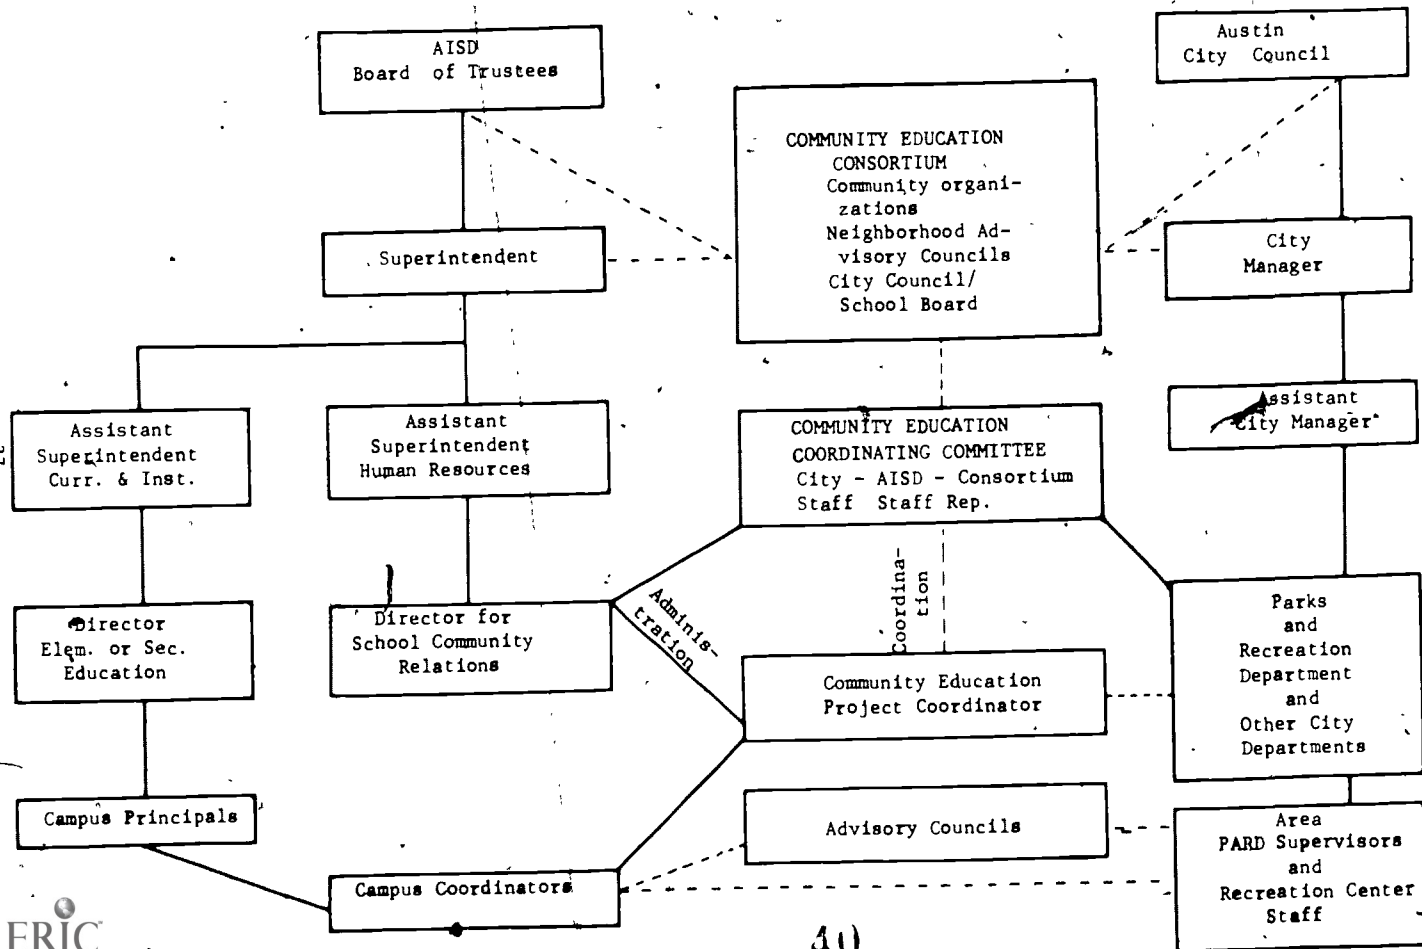 AISD
Board of Trustees
Austin
City Council
COMMUNITY EDUCATION
CONSORTIUM
Community organi-
zations
Neighborhood Ad-
visory Councils
City Council/
School Board
Superintendent
City
Manager
Assistant
Superintendent
Curr. & Inst.
Assistant
Superintendent
Human Resources
COMMUNITY EDUCATION
COORDINATING COMMITTEE
City - AISD - Consortium
Staff Staff Rep.
Assistant
City Manager
Director
Elem. or Sec.
Education
Director for
School Community
Relations
Adminis-
tration
Coordina-
tion
Community Education
Project Coordinator
Parks
and
Recreation
Department
and
Other City
Departments
Campus Principals
Campus Coordinators
Advisory Councils
Area
PARD Supervisors
and
Recreation Center
Staff
ERIC